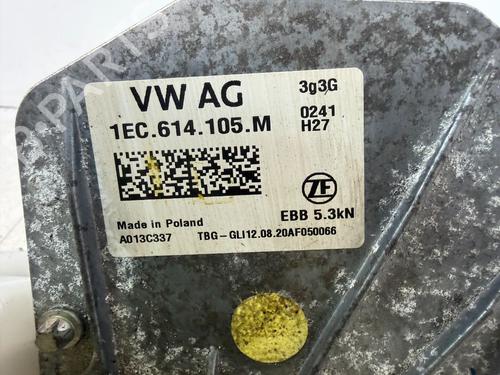 VW AG
3g3G
1EC.614.105.M
0241
H27
ZF
EBB 5.3kN
Made in Poland
A013C337
TBG-GLI12.08.20AF050066